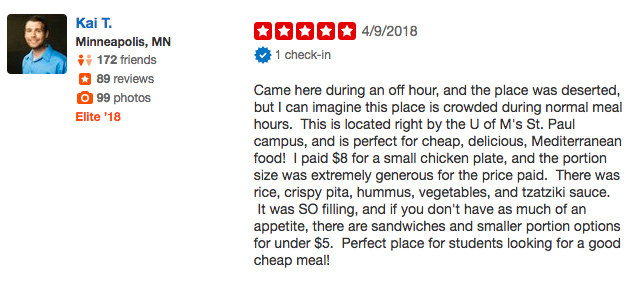 Kai T.
Minneapolis, MN
172 friends
89 reviews
99 photos
Elite '18
4/9/2018
1 check-in
Came here during an off hour, and the place was deserted,
but I can imagine this place is crowded during normal meal
hours.  This is located right by the U of M's St. Paul
campus, and is perfect for cheap, delicious, Mediterranean
food!  I paid $8 for a small chicken plate, and the portion
size was extremely generous for the price paid.  There was
rice, crispy pita, hummus, vegetables, and tzatziki sauce.
It was SO filling, and if you don't have as much of an
appetite, there are sandwiches and smaller portion options
for under $5.  Perfect place for students looking for a good
cheap meal!